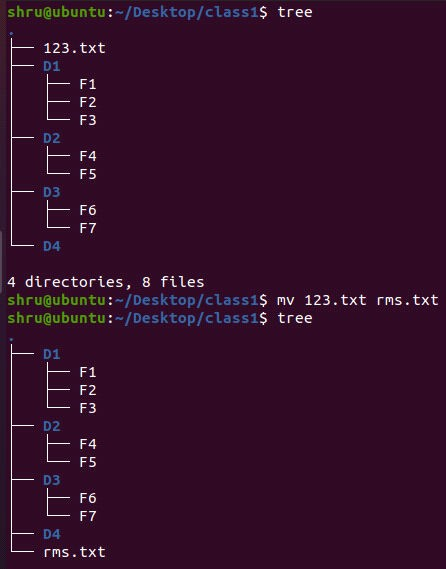 shru@ubuntu:~/Desktop/class1$ tree
.
├── 123.txt
├── D1
│   ├── F1
│   ├── F2
│   └── F3
├── D2
│   ├── F4
│   └── F5
├── D3
│   ├── F6
│   └── F7
└── D4
4 directories, 8 files
shru@ubuntu:~/Desktop/class1$ mv 123.txt rms.txt
shru@ubuntu:~/Desktop/class1$ tree
.
├── D1
│   ├── F1
│   ├── F2
│   └── F3
├── D2
│   ├── F4
│   └── F5
├── D3
│   ├── F6
│   └── F7
├── D4
└── rms.txt